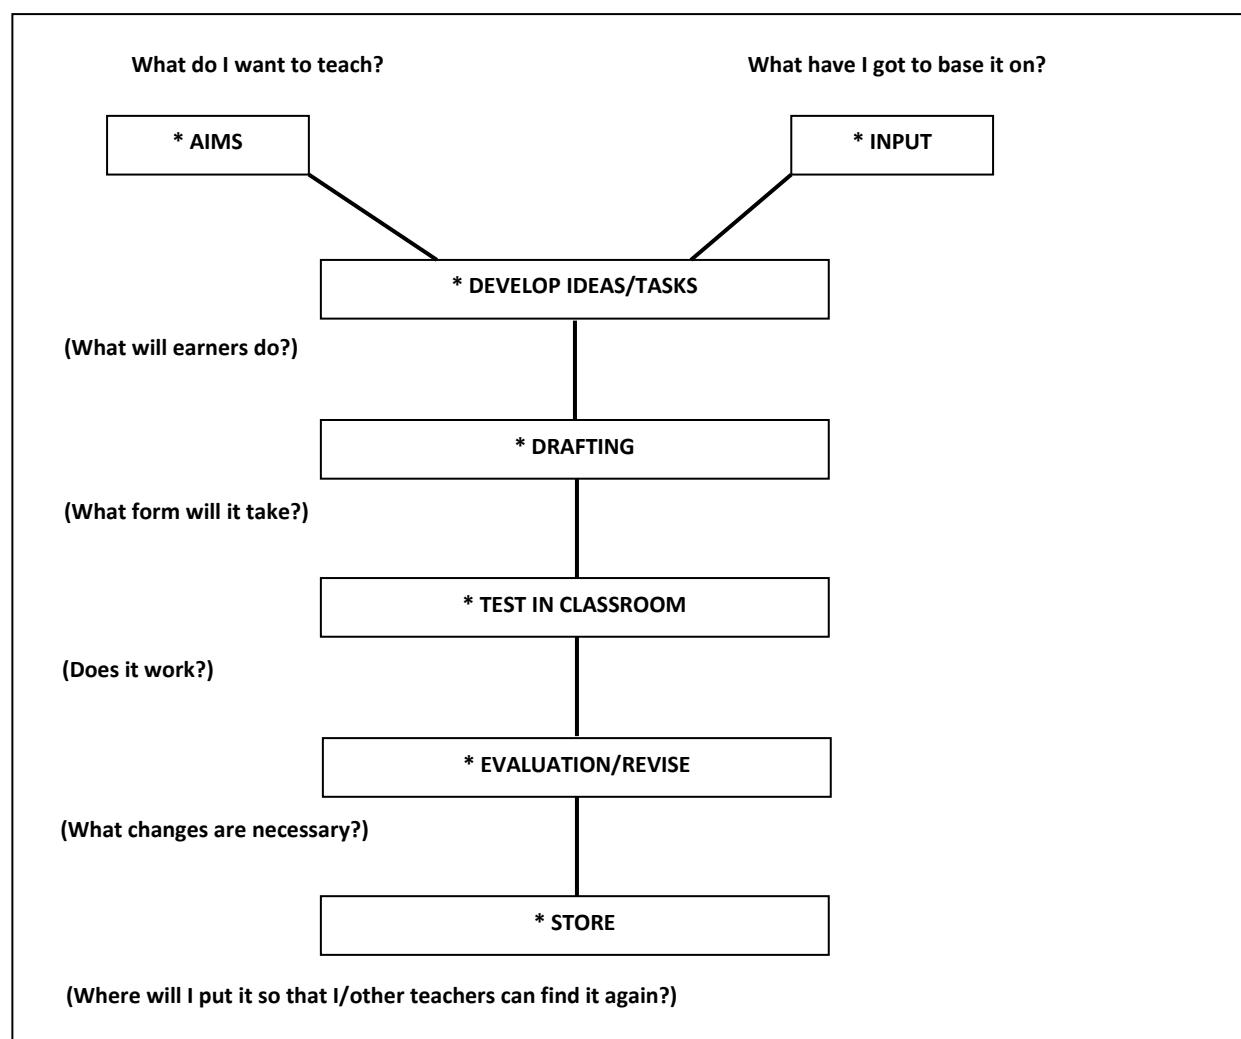 What do I want to teach?
What have I got to base it on?
* AIMS
* INPUT
* DEVELOP IDEAS/TASKS
(What will earners do?)
* DRAFTING
(What form will it take?)
* TEST IN CLASSROOM
(Does it work?)
* EVALUATION/REVISE
(What changes are necessary?)
* STORE
(Where will I put it so that I/other teachers can find it again?)